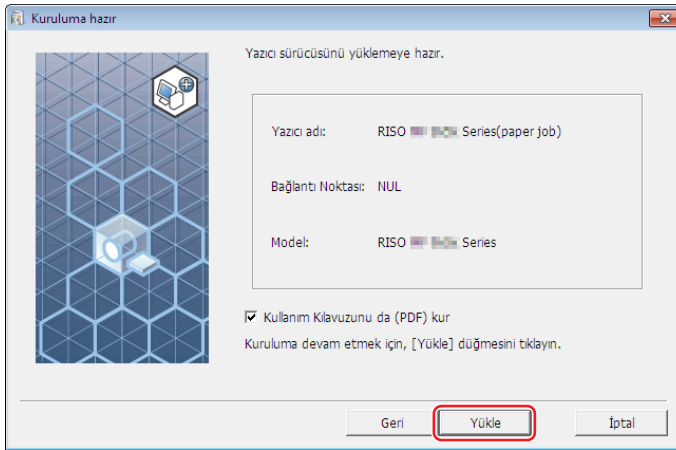 Kuruluma hazır
Yazıcı sürücüsünü yüklemeye hazır.
Yazıcı adı: RISO Series(paper job)
Bağlantı Noktası: NUL
Model: RISO Series
Kullanım Kılavuzunu da (PDF) kur
Kuruluma devam etmek için, [Yükle] düğmesini tıklayın.
Geri Yükle İptal